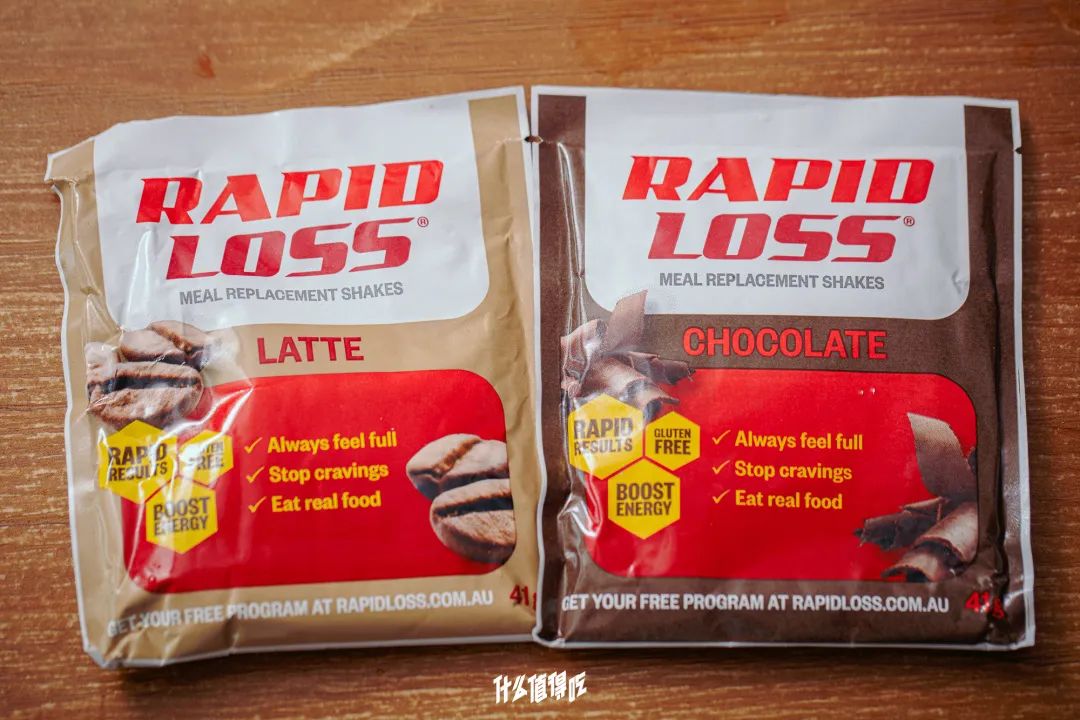 RAPID
LOSS®
MEAL REPLACEMENT SHAKES
LATTE
RAPID
RESULTS
FREE
BOOST
ENERGY
✓ Always feel full
✓ Stop cravings
✓ Eat real food
GET YOUR FREE PROGRAM AT RAPIDLOSS.COM.AU
41g
RAPID
LOSS®
MEAL REPLACEMENT SHAKES
CHOCOLATE
RAPID
RESULTS
GLUTEN
FREE
BOOST
ENERGY
✓ Always feel full
✓ Stop cravings
✓ Eat real food
GET YOUR FREE PROGRAM AT RAPIDLOSS.COM.AU
41g
什么值得吃